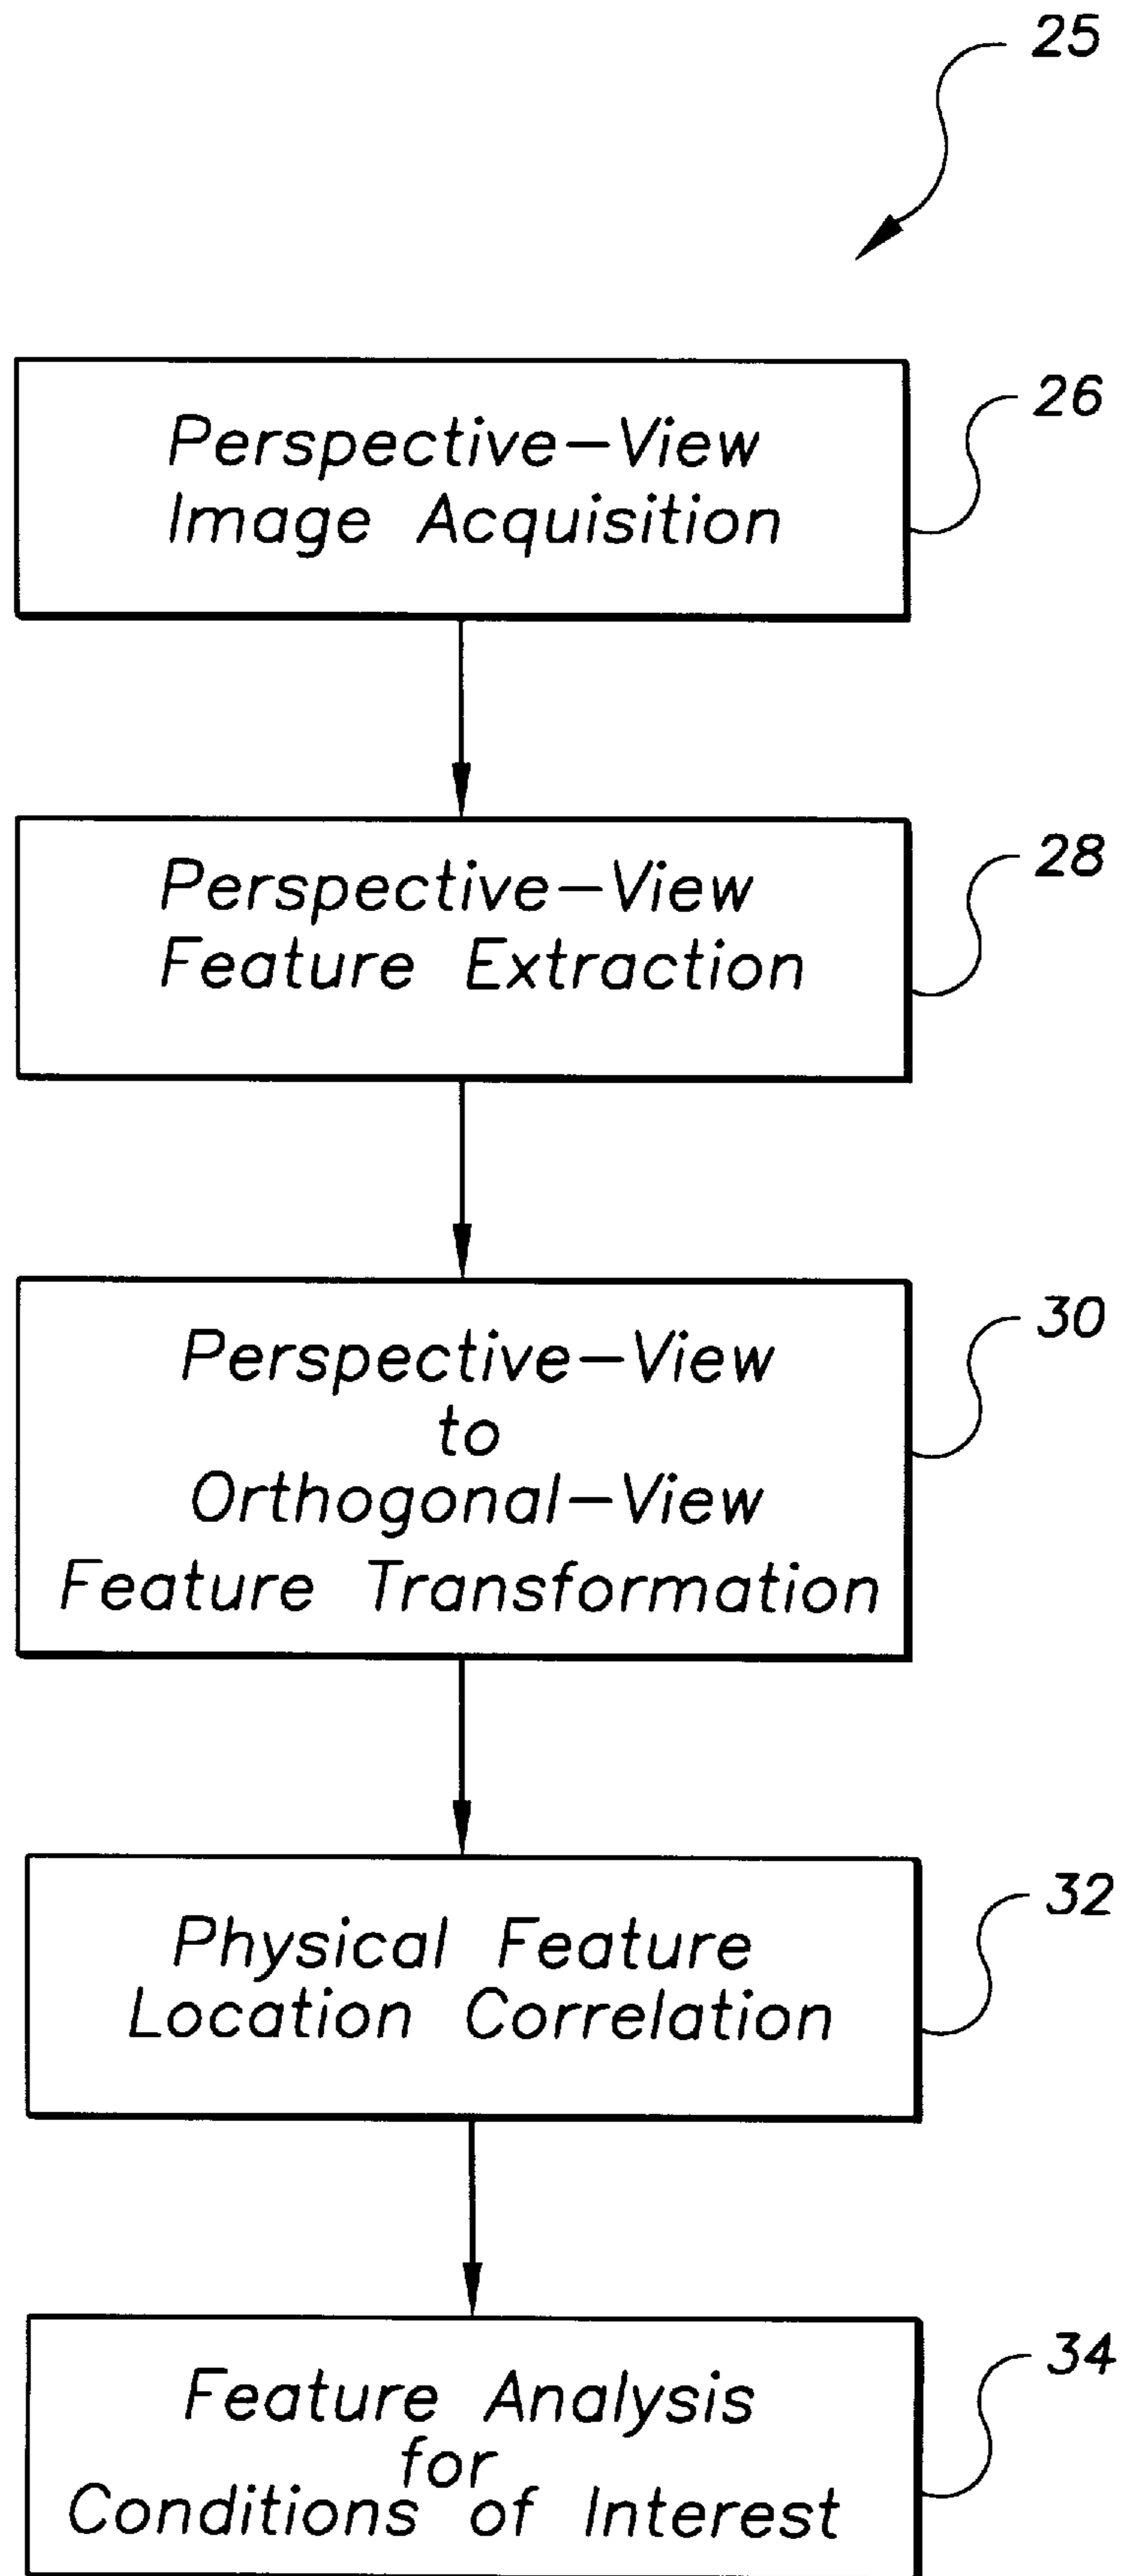 25
Perspective-View
Image Acquisition
26
Perspective-View
Feature Extraction
28
Perspective-View
to
Orthogonal-View
Feature Transformation
30
Physical Feature
Location Correlation
32
Feature Analysis
for
Conditions of Interest
34